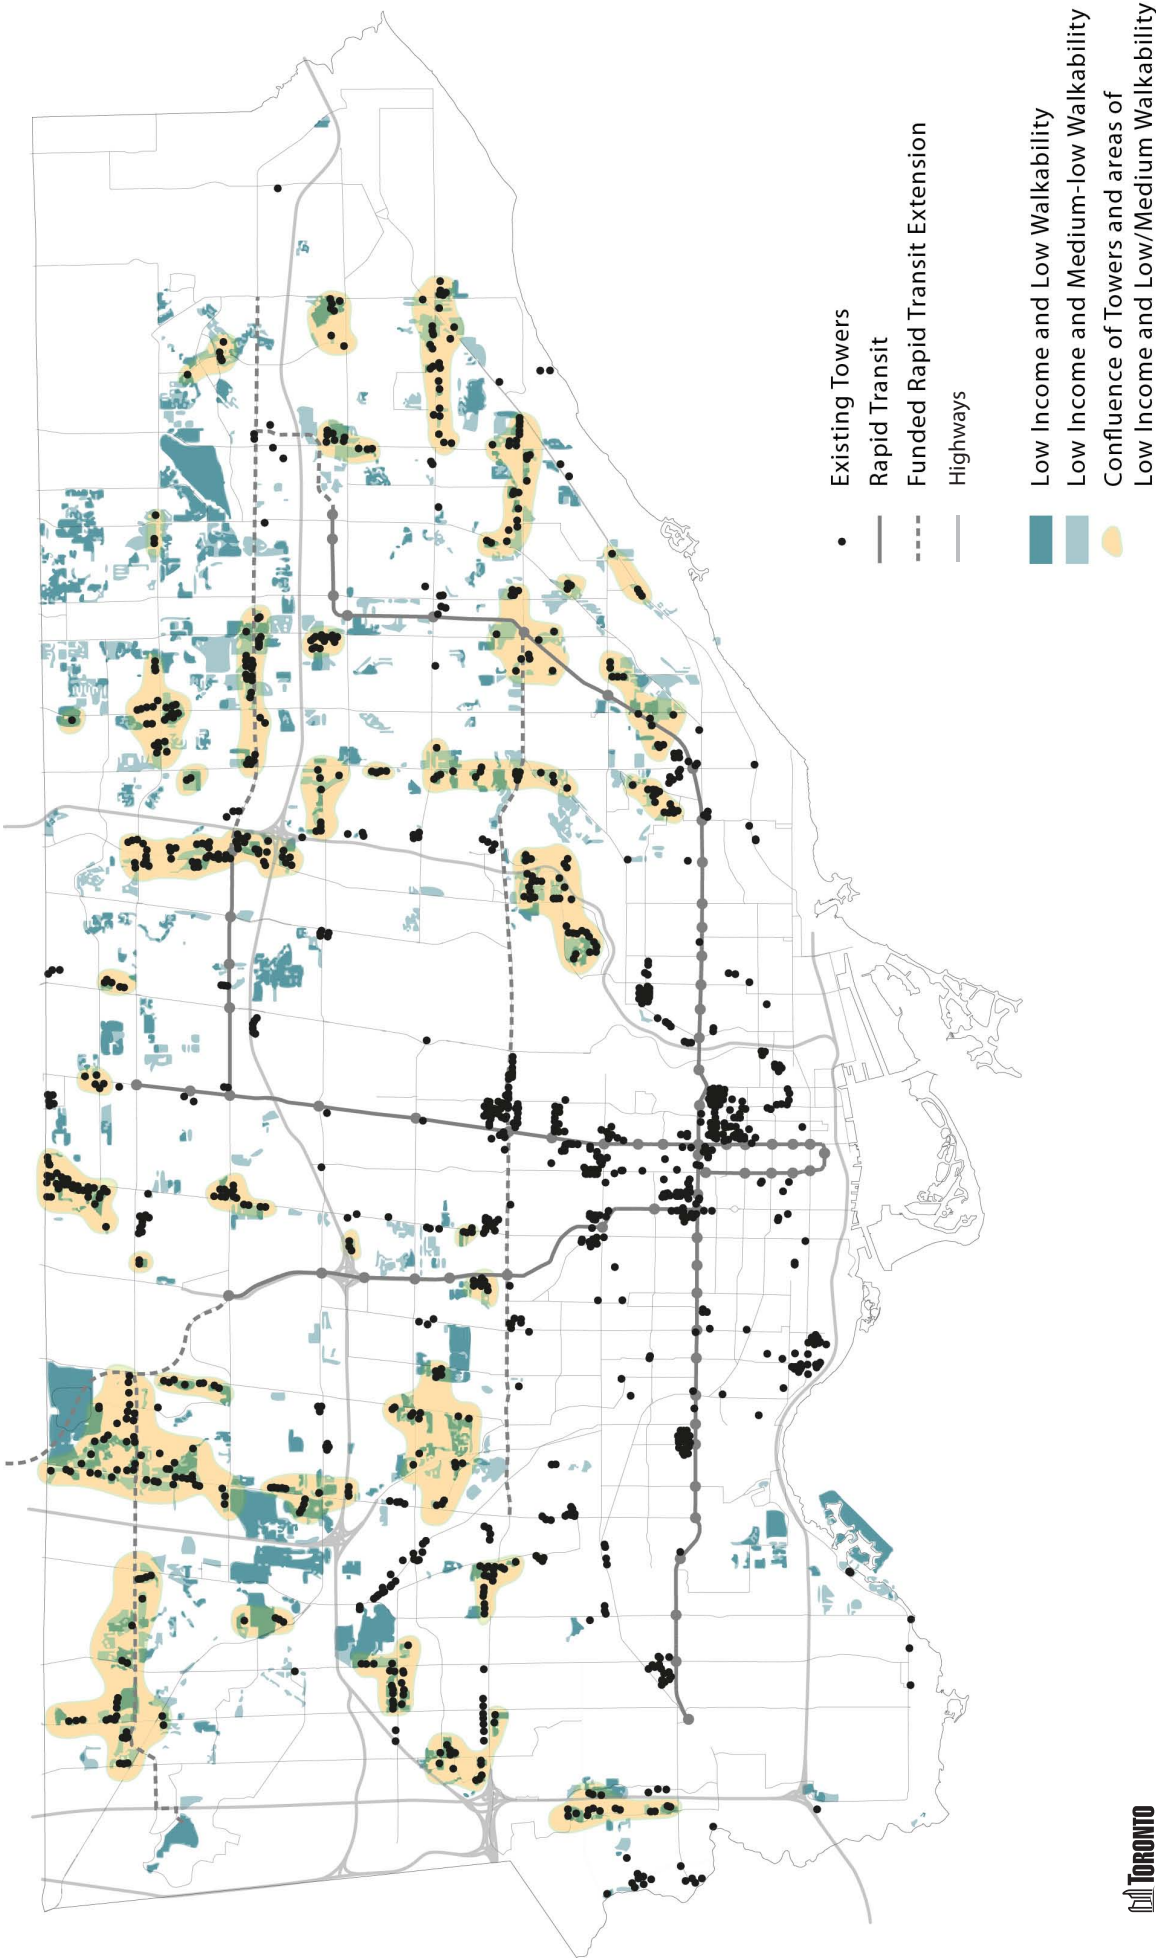 Existing Towers
Rapid Transit
Funded Rapid Transit Extension
Highways
Low Income and Low Walkability
Low Income and Medium-low Walkability
Confluence of Towers and areas of
Low Income and Low/Medium Walkability
TORONTO